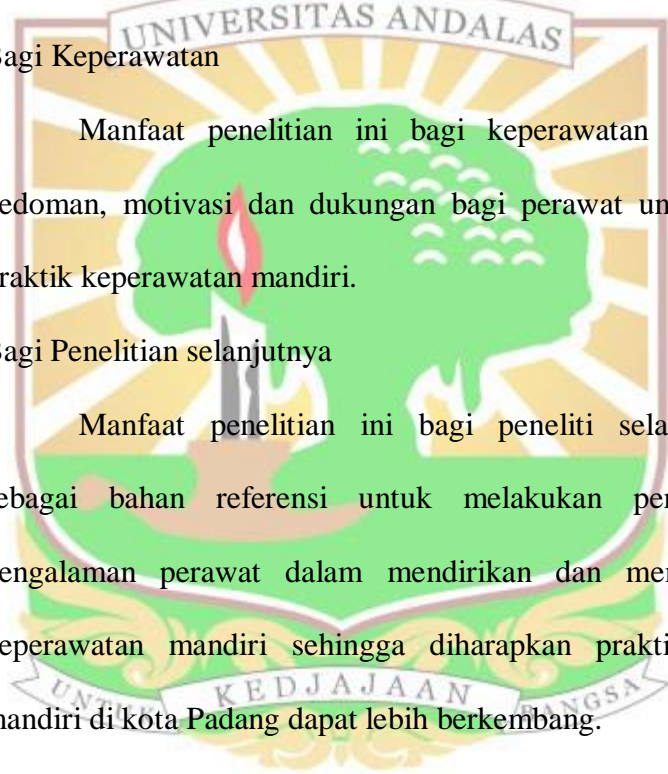 UNIVERSITAS ANDALAS
Bagi Keperawatan
Manfaat penelitian ini bagi keperawatan
edoman, motivasi dan dukungan bagi perawat un
raktik keperawatan mandiri.
Bagi Penelitian selanjutnya
Manfaat penelitian ini bagi peneliti sela
ebagai bahan referensi untuk melakukan pe
engalaman perawat dalam mendirikan dan me
eperawatan mandiri sehingga diharapkan prakti
mandiri di kota Padang dapat lebih berkembang.
UNTUK KEDJAJAAN BANGSA